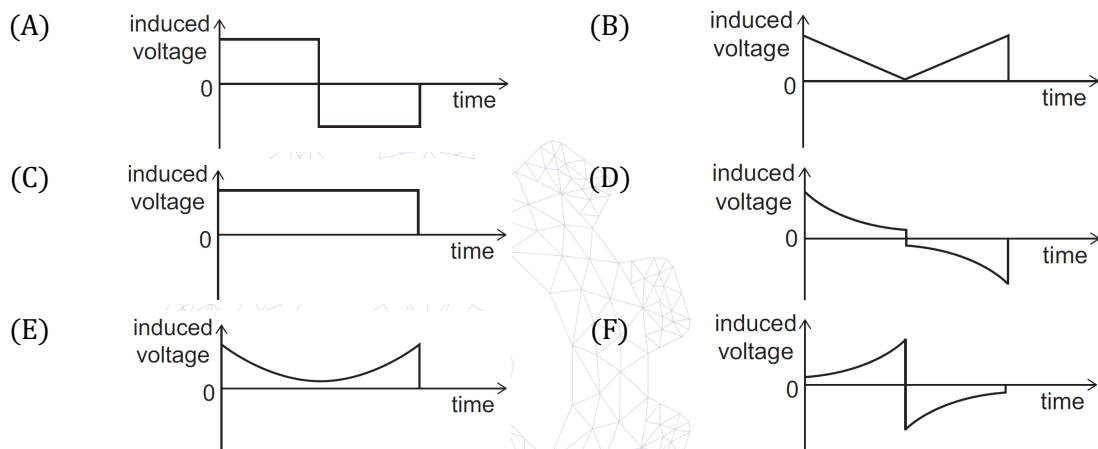 (A)
induced
voltage
0
time
(B)
induced
voltage
0
time
(C)
induced
voltage
0
time
(D)
induced
voltage
0
time
(E)
induced
voltage
0
time
(F)
induced
voltage
0
time